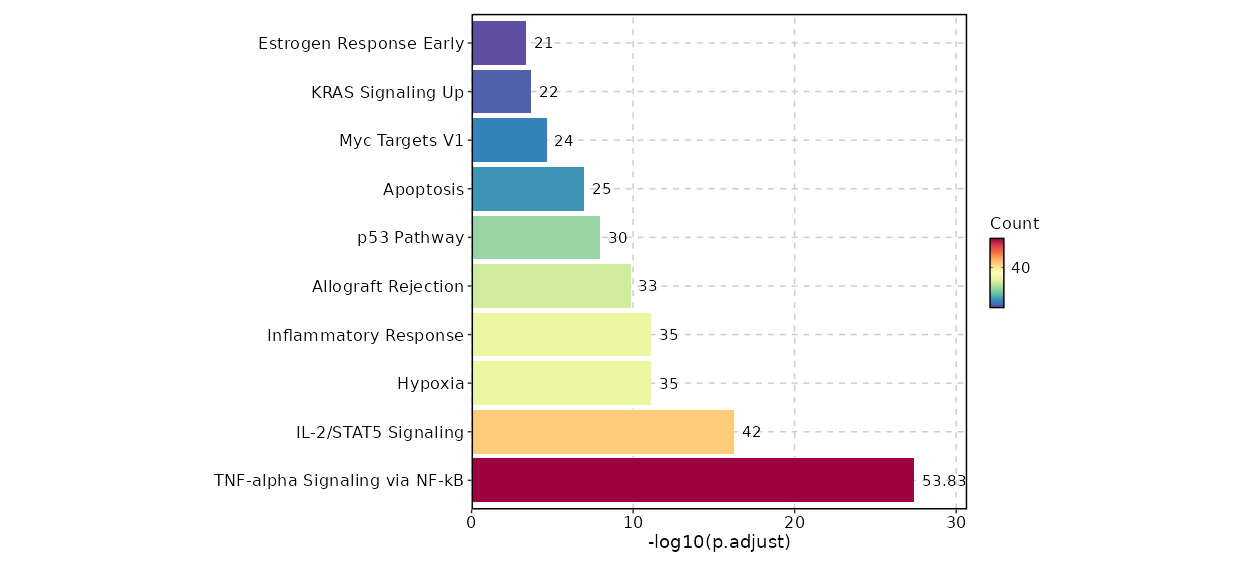 Estrogen Response Early 21
KRAS Signaling Up 22
Myc Targets V1 24
Apoptosis 25
p53 Pathway 30
Allograft Rejection 33
Inflammatory Response 35
Hypoxia 35
IL-2/STAT5 Signaling 42
TNF-alpha Signaling via NF-kB 53.83
0 10 20 30
-log10(p.adjust)
Count
40